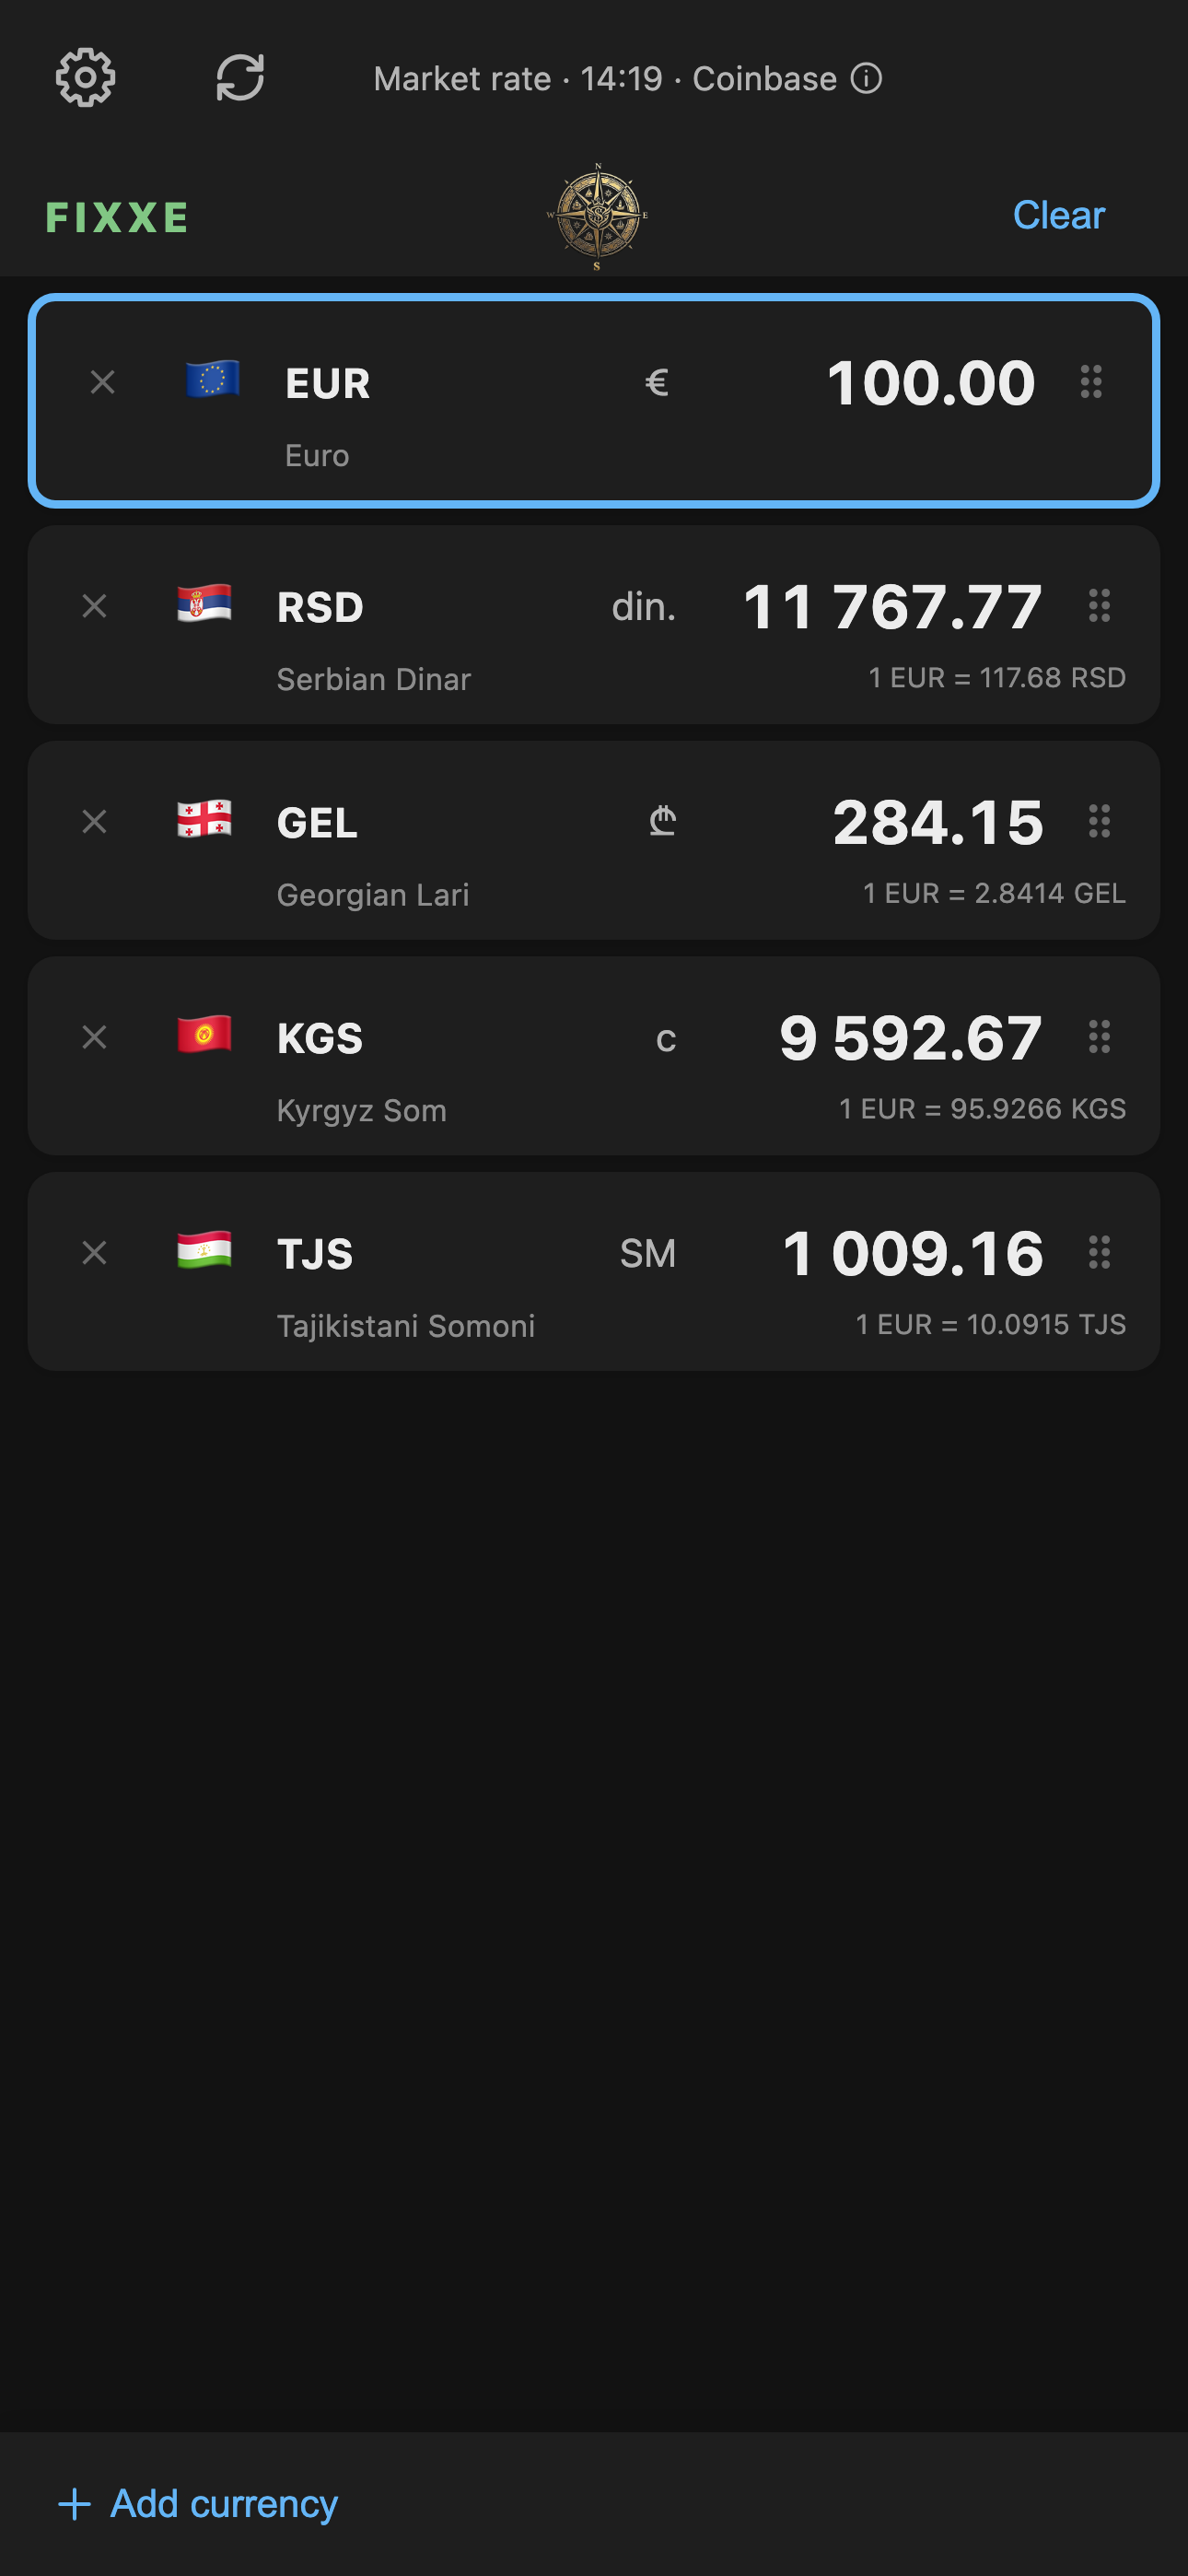 Market rate · 14:19 · Coinbase
N
W E
S
FIXXE
Clear
EUR € 100.00
Euro
RSD din. 11 767.77
Serbian Dinar 1 EUR = 117.68 RSD
GEL ₾ 284.15
Georgian Lari 1 EUR = 2.8414 GEL
KGS с 9 592.67
Kyrgyz Som 1 EUR = 95.9266 KGS
TJS SM 1 009.16
Tajikistani Somoni 1 EUR = 10.0915 TJS
+ Add currency